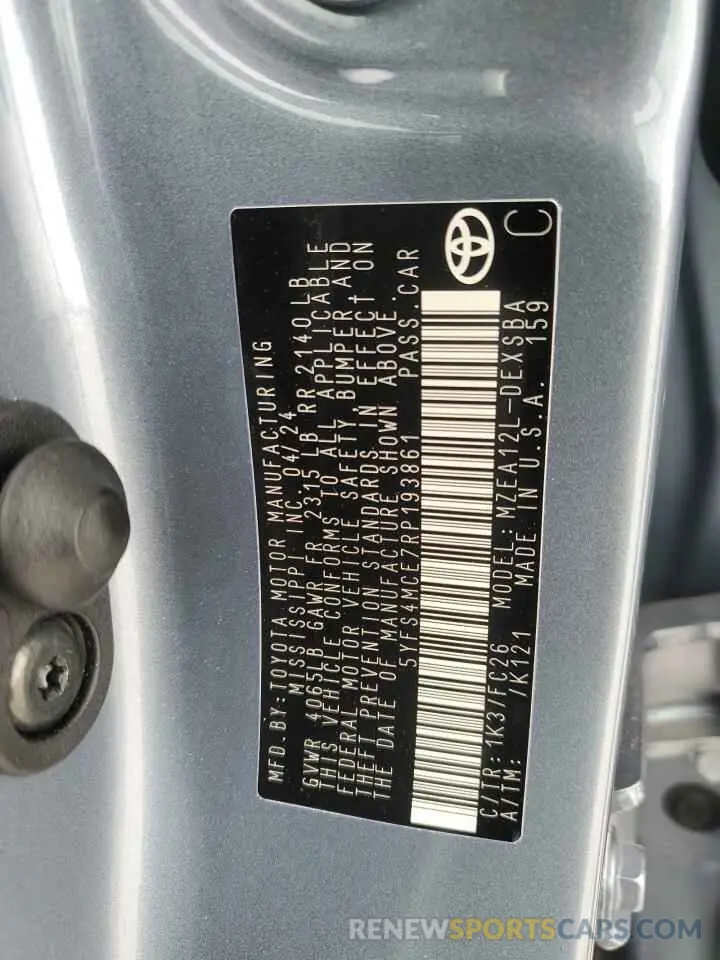 MFD. BY: TOYOTA MOTOR MANUFACTURING
MISSISSIPPI, INC. 04/24
GVWR 4065LB GAWR FR 2315 LB RR 2140 LB
THIS VEHICLE CONFORMS TO ALL APPLICABLE
FEDERAL MOTOR VEHICLE SAFETY, BUMPER AND
THEFT PREVENTION STANDARDS IN EFFECT ON
THE DATE OF MANUFACTURE SHOWN ABOVE.
5YFS4MCE7RP193861 PASS. CAR
C/TR: 1K3/FC26 MODEL: MZEA12L-DEXSBA
A/TM: /K121 MADE IN U.S.A. 159
C
RENEWSPORTCARS.COM